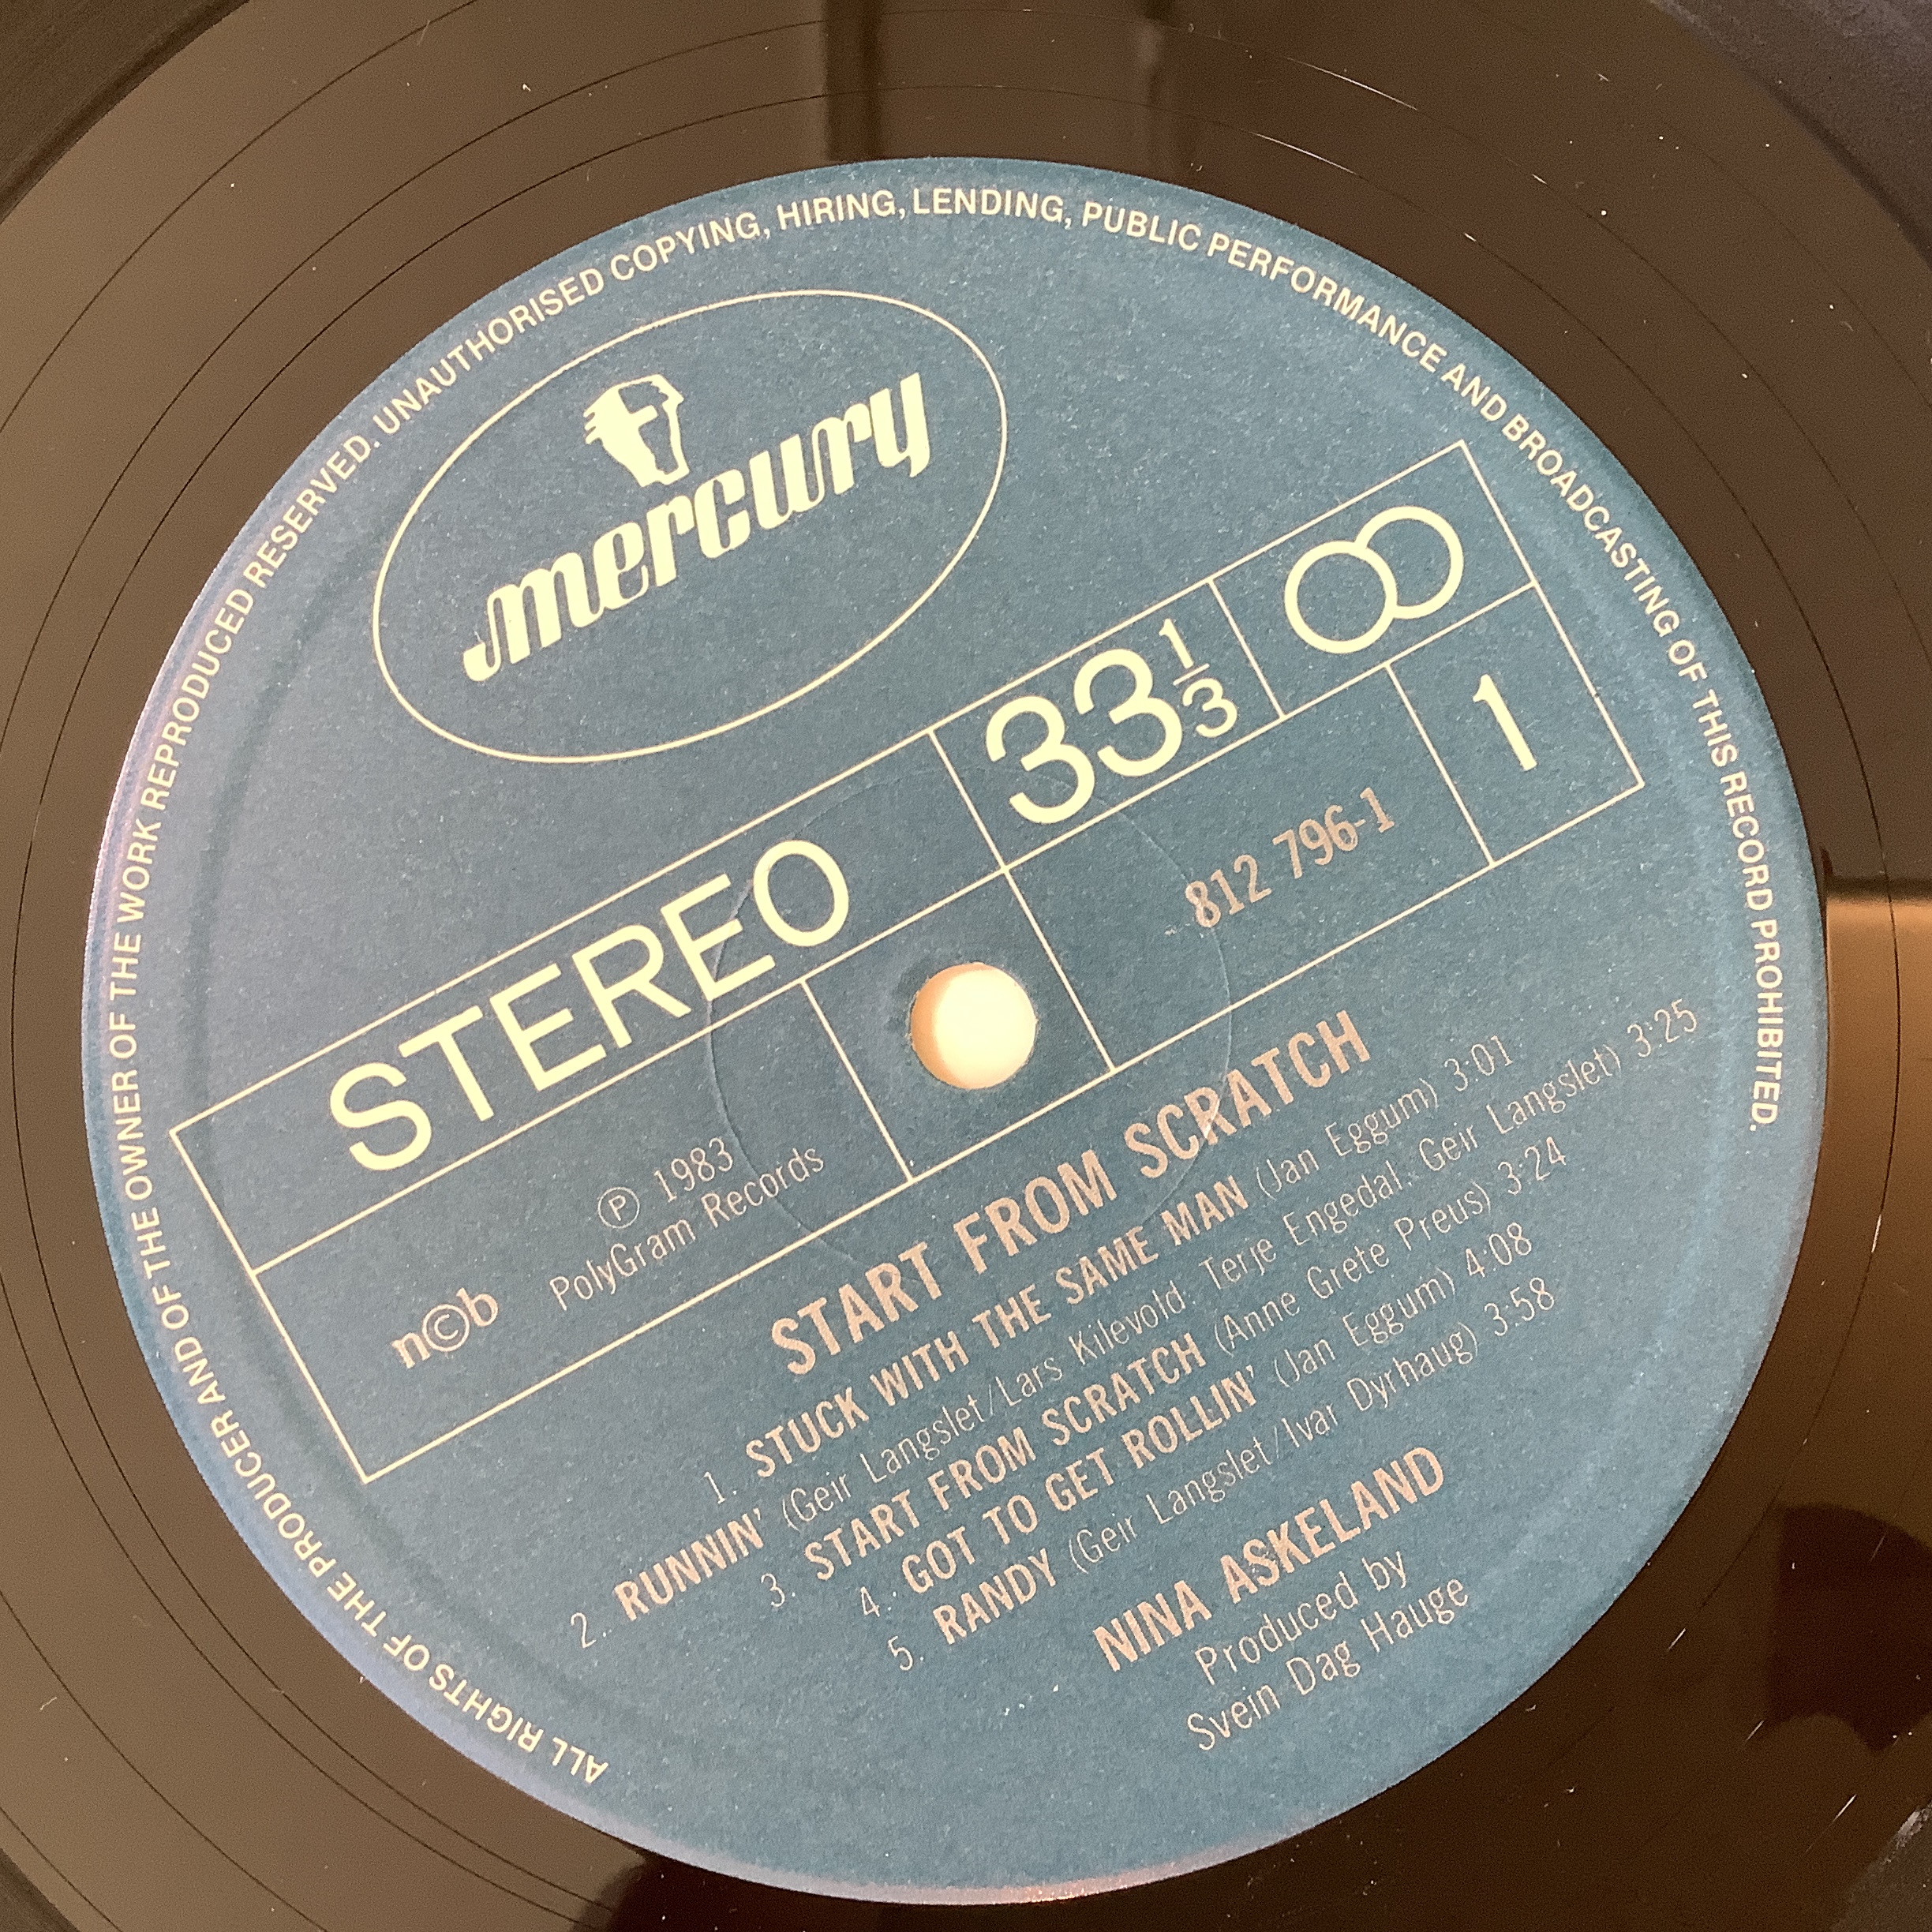 ALL RIGHTS OF THE PRODUCER AND OF THE OWNER OF THE WORK REPRODUCED RESERVED. UNAUTHORISED COPYING, HIRING, LENDING, PUBLIC PERFORMANCE AND BROADCASTING OF THIS RECORD PROHIBITED.
mercury
STEREO 33 1/3
812 796-1 1
Ⓟ 1983
PolyGram Records
n©b
START FROM SCRATCH
1. STUCK WITH THE SAME MAN (Jan Eggum) 3:01
2. RUNNIN' (Geir Langslet/Lars Kilevold, Terje Engedal, Geir Langslet) 3:25
3. START FROM SCRATCH (Anne Grete Preus) 3:24
4. GOT TO GET ROLLIN' (Jan Eggum) 4:08
5. RANDY (Geir Langslet/Ivar Dyrhaug) 3:58
NINA ASKELAND
Produced by
Svein Dag Hauge